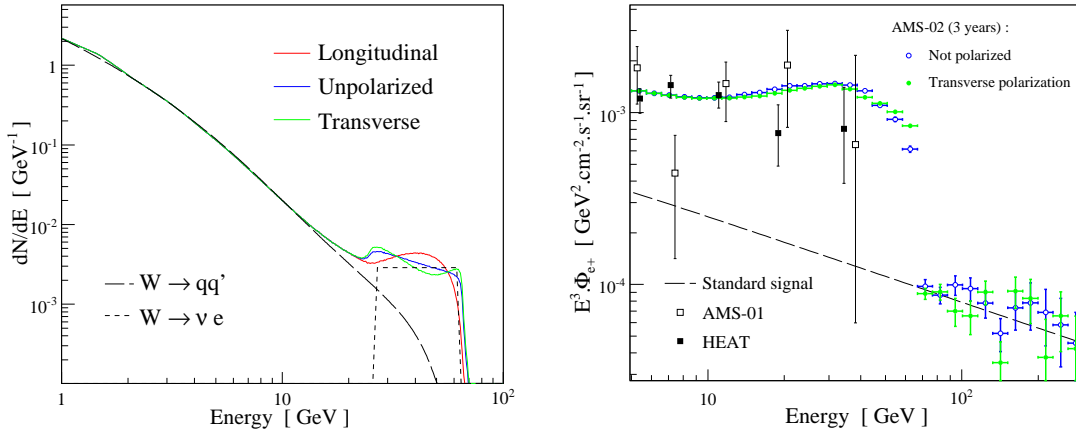 dN/dE [ GeV⁻¹ ]
10
1
10⁻¹
10⁻²
10⁻³
Longitudinal
Unpolarized
Transverse
W → qq'
W → ν e
1
10
10²
Energy [ GeV ]
E³ Φe+ [ GeV².cm⁻².s⁻¹.sr⁻¹ ]
10⁻³
10⁻⁴
AMS-02 (3 years) :
Not polarized
Transverse polarization
Standard signal
AMS-01
HEAT
10
10²
Energy [ GeV ]